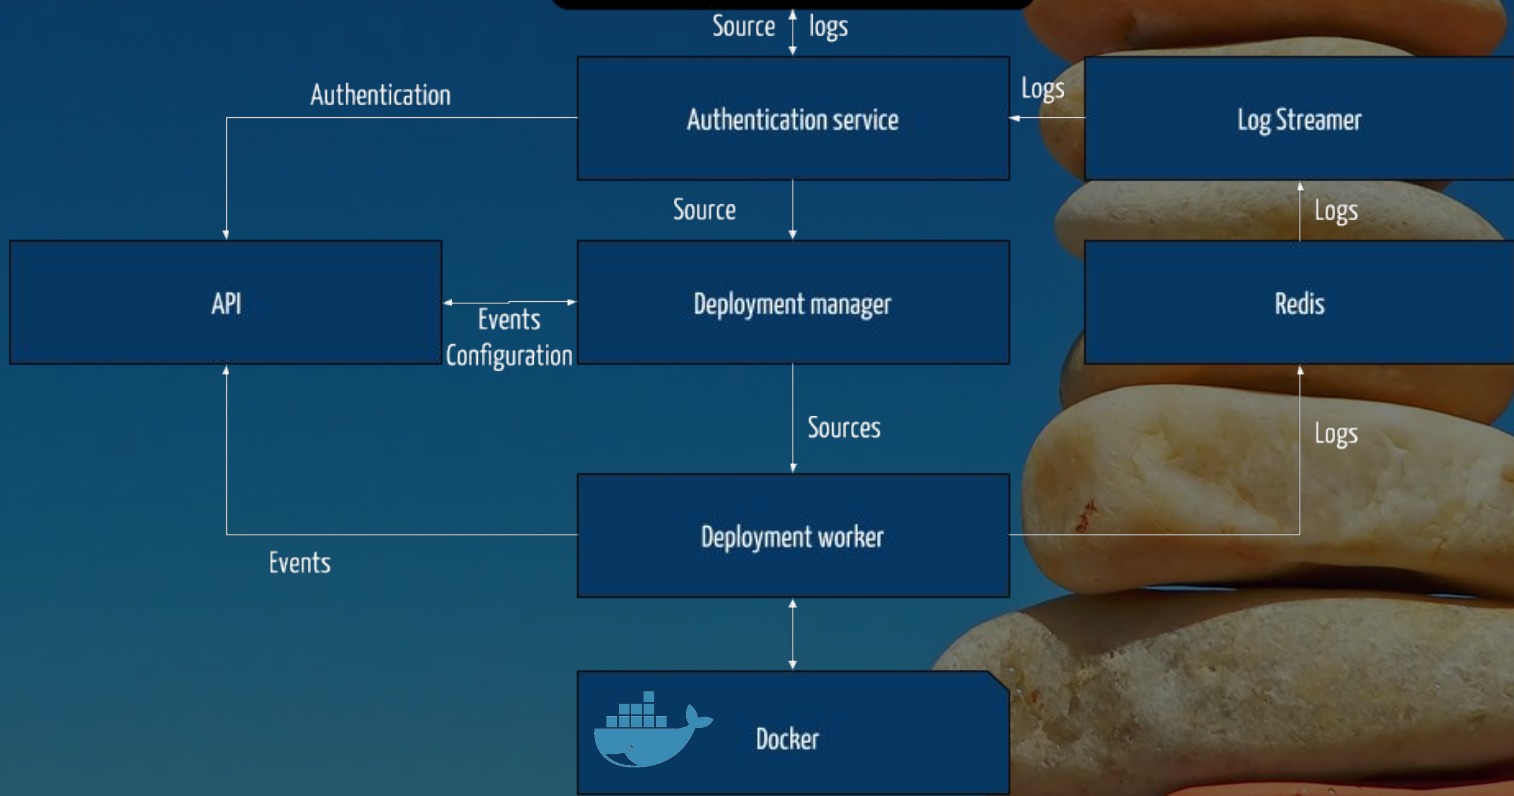 Source logs
Authentication
Authentication service
Logs
Log Streamer
Source
Logs
API
Events
Configuration
Deployment manager
Redis
Sources
Logs
Deployment worker
Events
Docker